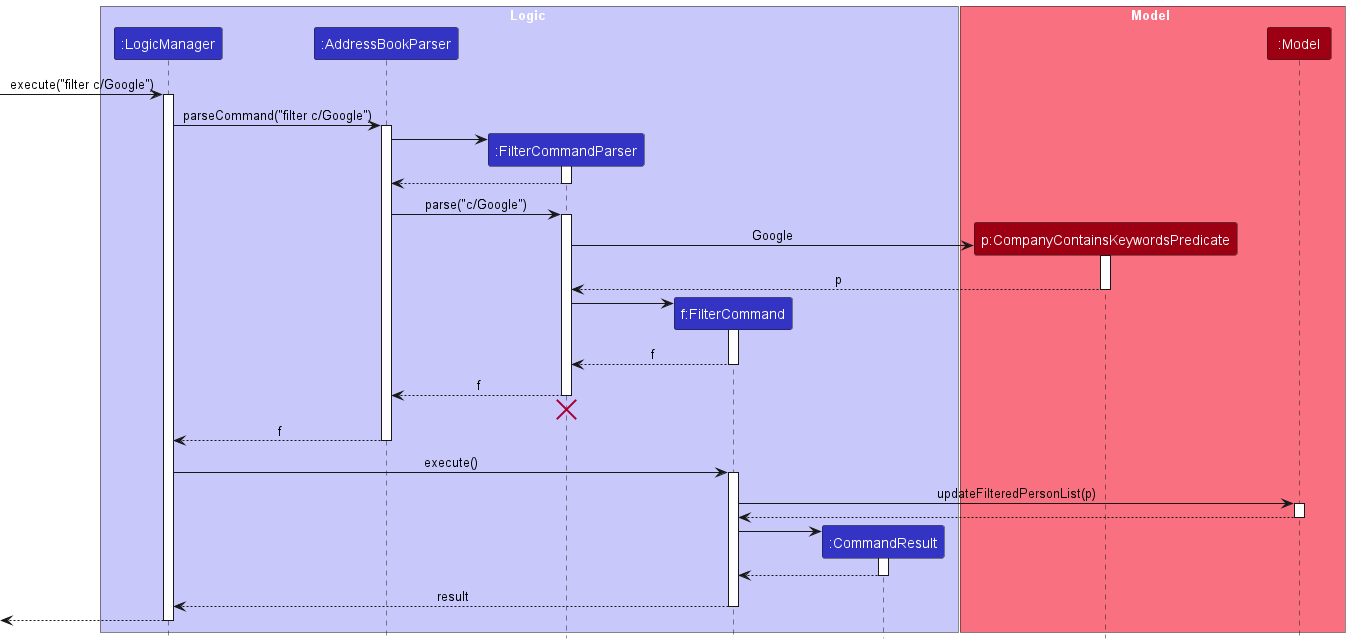 Logic
Model
:LogicManager
:AddressBookParser
:Model
execute("filter c/Google")
parseCommand("filter c/Google")
:FilterCommandParser
parse("c/Google")
Google
p:CompanyContainsKeywordsPredicate
p
f:FilterCommand
f
f
f
execute()
updateFilteredPersonList(p)
:CommandResult
result